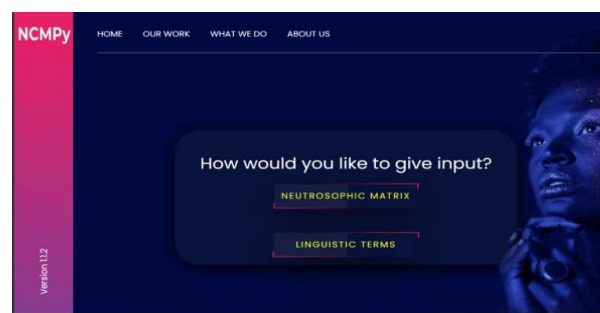 NCMPy
HOME OUR WORK WHAT WE DO ABOUT US
How would you like to give input?
NEUTROSOPHIC MATRIX
LINGUISTIC TERMS
Version 1.1.2